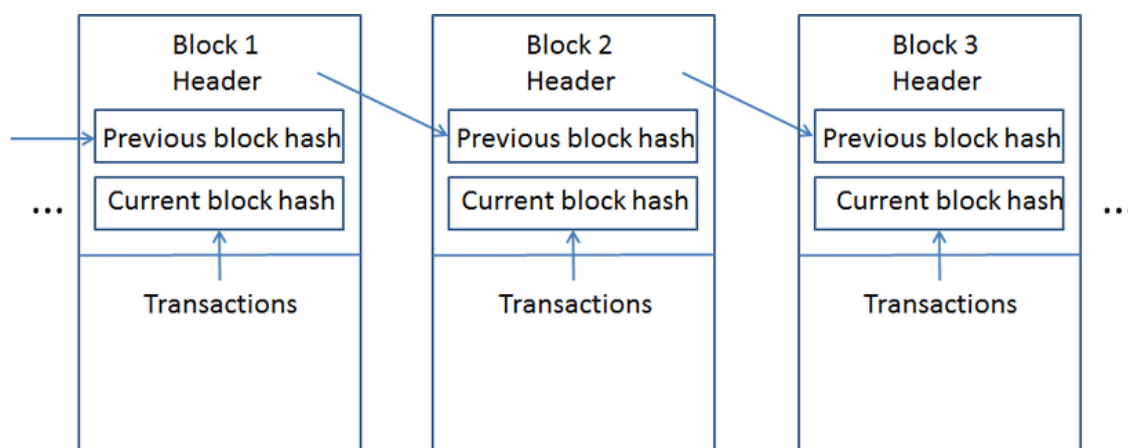 Block 1
Header
Previous block hash
Current block hash
Transactions
Block 2
Header
Previous block hash
Current block hash
Transactions
Block 3
Header
Previous block hash
Current block hash
Transactions
...
...